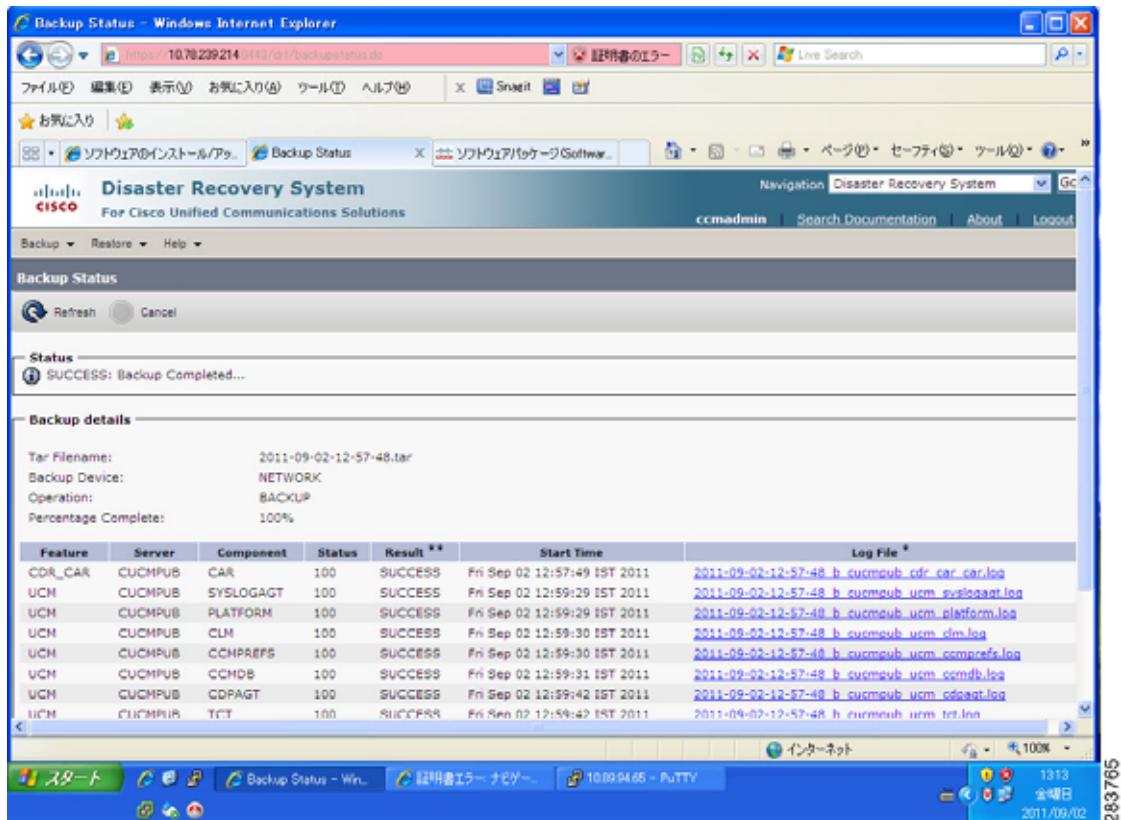 Backup Status - Windows Internet Explorer
https://10.78.239.214:8443/drf/backupstatus.do 証明書のエラー Live Search
ファイル(F) 編集(E) 表示(V) お気に入り(A) ツール(T) ヘルプ(H) x Snagit
お気に入り
ソフトウェアのインストール/アッ... Backup Status X ソフトウェアパッケージ(Softwar... ページ(P) セーフティ(S) ツール(O) »
cisco Disaster Recovery System Navigation Disaster Recovery System Go
For Cisco Unified Communications Solutions ccmadmin | Search Documentation | About | Logout
Backup Restore Help
Backup Status
Refresh Cancel
Status
SUCCESS: Backup Completed...
Backup details
Tar Filename: 2011-09-02-12-57-48.tar
Backup Device: NETWORK
Operation: BACKUP
Percentage Complete: 100%
Feature Server Component Status Result ** Start Time Log File *
CDR_CAR CUCMPUB CAR 100 SUCCESS Fri Sep 02 12:57:49 IST 2011 2011-09-02-12-57-48_b_cucmpub_cdr_car_car.log
UCM CUCMPUB SYSLOGAGT 100 SUCCESS Fri Sep 02 12:59:29 IST 2011 2011-09-02-12-57-48_b_cucmpub_ucm_syslogagt.log
UCM CUCMPUB PLATFORM 100 SUCCESS Fri Sep 02 12:59:29 IST 2011 2011-09-02-12-57-48_b_cucmpub_ucm_platform.log
UCM CUCMPUB CLM 100 SUCCESS Fri Sep 02 12:59:30 IST 2011 2011-09-02-12-57-48_b_cucmpub_ucm_clm.log
UCM CUCMPUB CCMPREFS 100 SUCCESS Fri Sep 02 12:59:30 IST 2011 2011-09-02-12-57-48_b_cucmpub_ucm_ccmprefs.log
UCM CUCMPUB CCMDB 100 SUCCESS Fri Sep 02 12:59:31 IST 2011 2011-09-02-12-57-48_b_cucmpub_ucm_ccmdb.log
UCM CUCMPUB CDPAGT 100 SUCCESS Fri Sep 02 12:59:42 IST 2011 2011-09-02-12-57-48_b_cucmpub_ucm_cdpagt.log
UCM CUCMPUB TCT 100 SUCCESS Fri Sep 02 12:59:42 IST 2011 2011-09-02-12-57-48_b_cucmpub_ucm_tct.log
インターネット 100%
スタート Backup Status - Win... 証明書エラー: ナビゲー... - PuTTY 13:13
金曜日
2011/09/02
283765